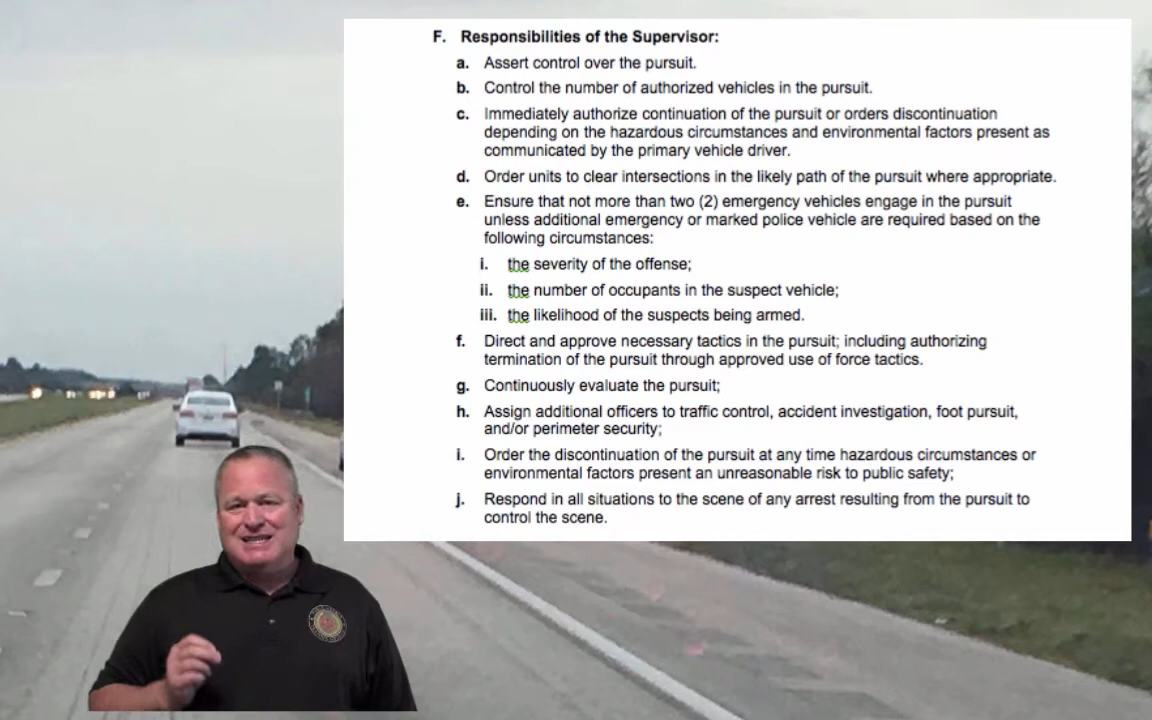 F. Responsibilities of the Supervisor:
a. Assert control over the pursuit.
b. Control the number of authorized vehicles in the pursuit.
c. Immediately authorize continuation of the pursuit or orders discontinuation
depending on the hazardous circumstances and environmental factors present as
communicated by the primary vehicle driver.
d. Order units to clear intersections in the likely path of the pursuit where appropriate.
e. Ensure that not more than two (2) emergency vehicles engage in the pursuit
unless additional emergency or marked police vehicle are required based on the
following circumstances:
i. the severity of the offense;
ii. the number of occupants in the suspect vehicle;
iii. the likelihood of the suspects being armed.
f. Direct and approve necessary tactics in the pursuit; including authorizing
termination of the pursuit through approved use of force tactics.
g. Continuously evaluate the pursuit;
h. Assign additional officers to traffic control, accident investigation, foot pursuit,
and/or perimeter security;
i. Order the discontinuation of the pursuit at any time hazardous circumstances or
environmental factors present an unreasonable risk to public safety;
j. Respond in all situations to the scene of any arrest resulting from the pursuit to
control the scene.